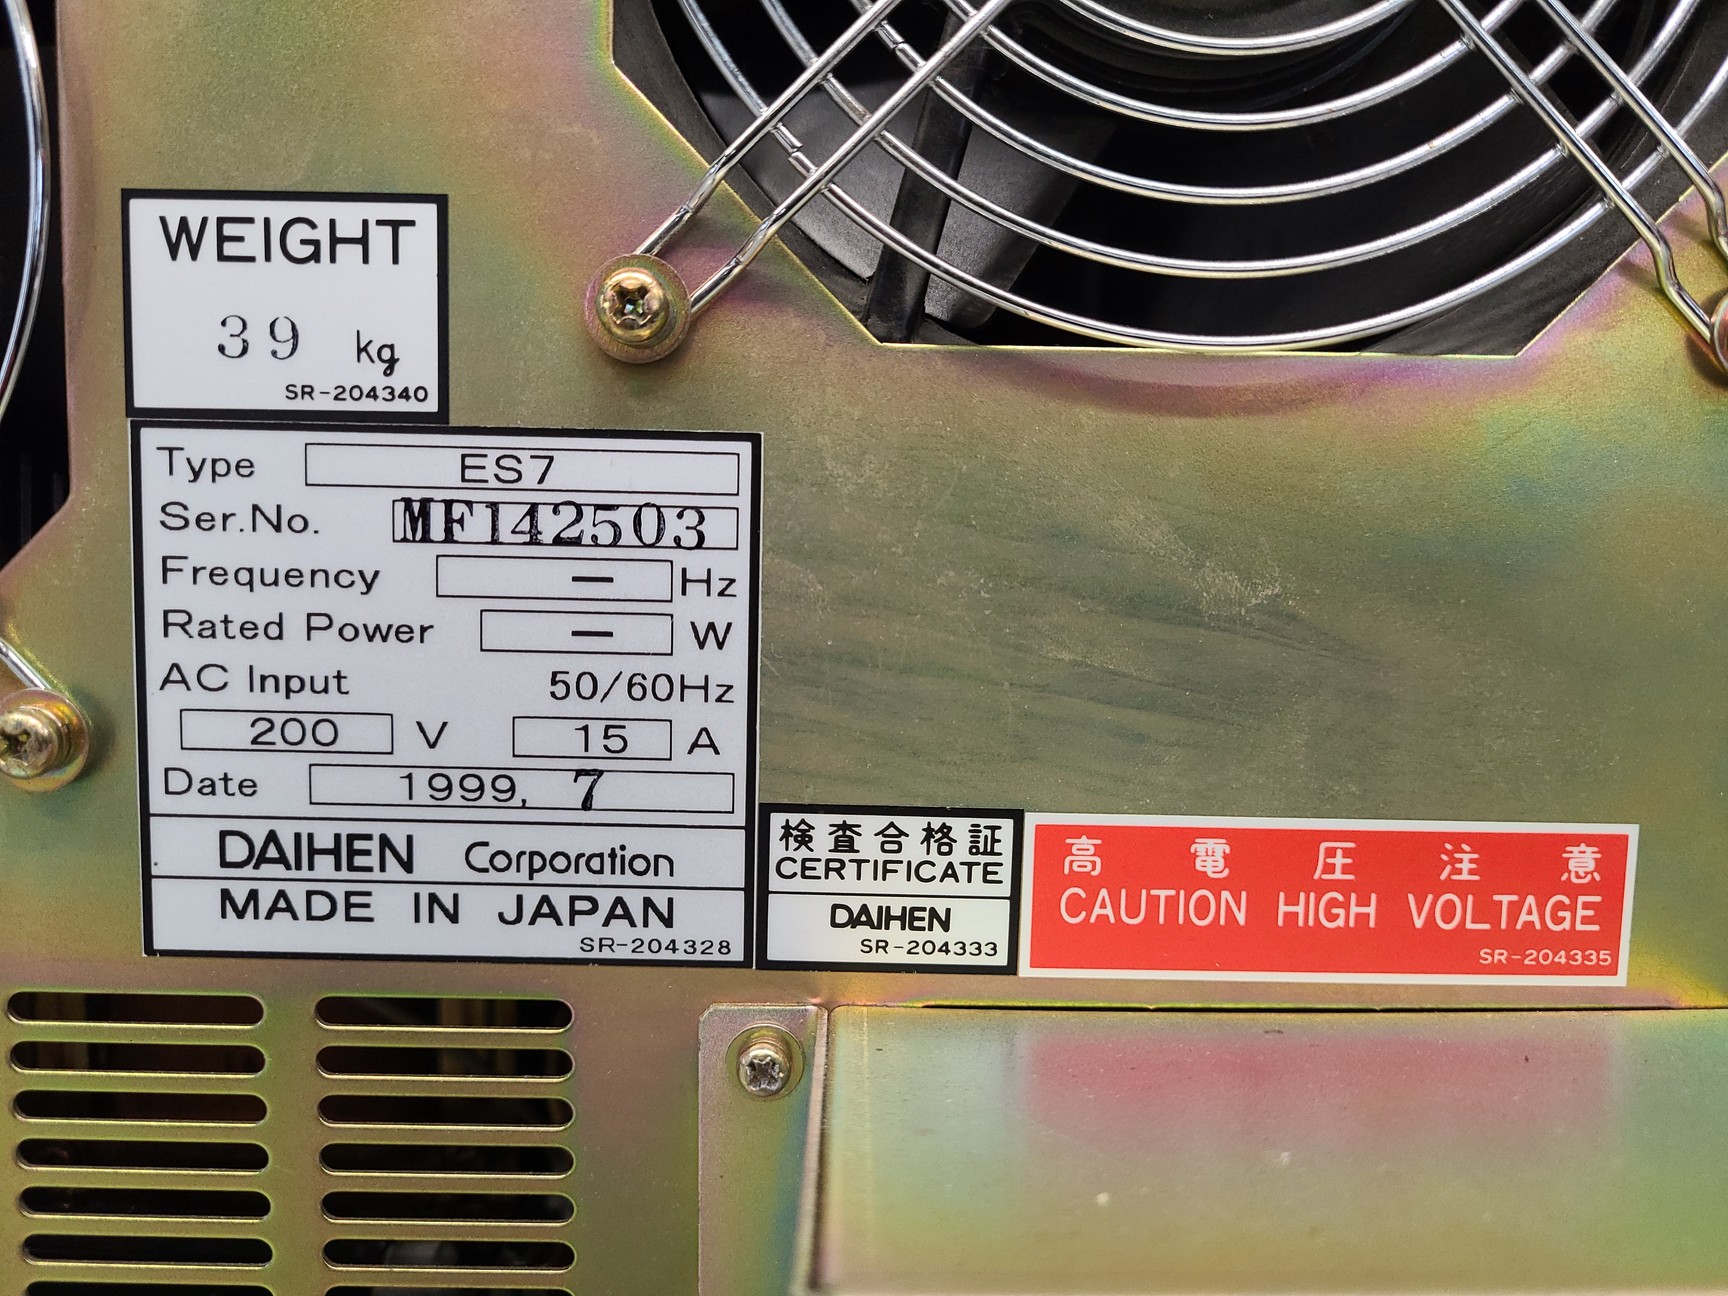 WEIGHT
39 kg
SR-204340
Type ES7
Ser.No. MF142503
Frequency — Hz
Rated Power — W
AC Input 50/60Hz
200 V 15 A
Date 1999, 7
DAIHEN Corporation
MADE IN JAPAN
SR-204328
検査合格証
CERTIFICATE
DAIHEN
SR-204333
高電圧注意
CAUTION HIGH VOLTAGE
SR-204335